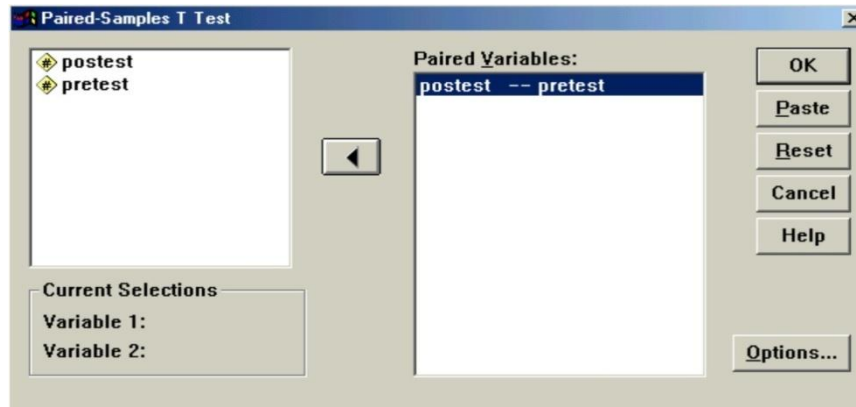 Paired-Samples T Test
postest
pretest
Current Selections
Variable 1:
Variable 2:
Paired Variables:
postest -- pretest
OK
Paste
Reset
Cancel
Help
Options...